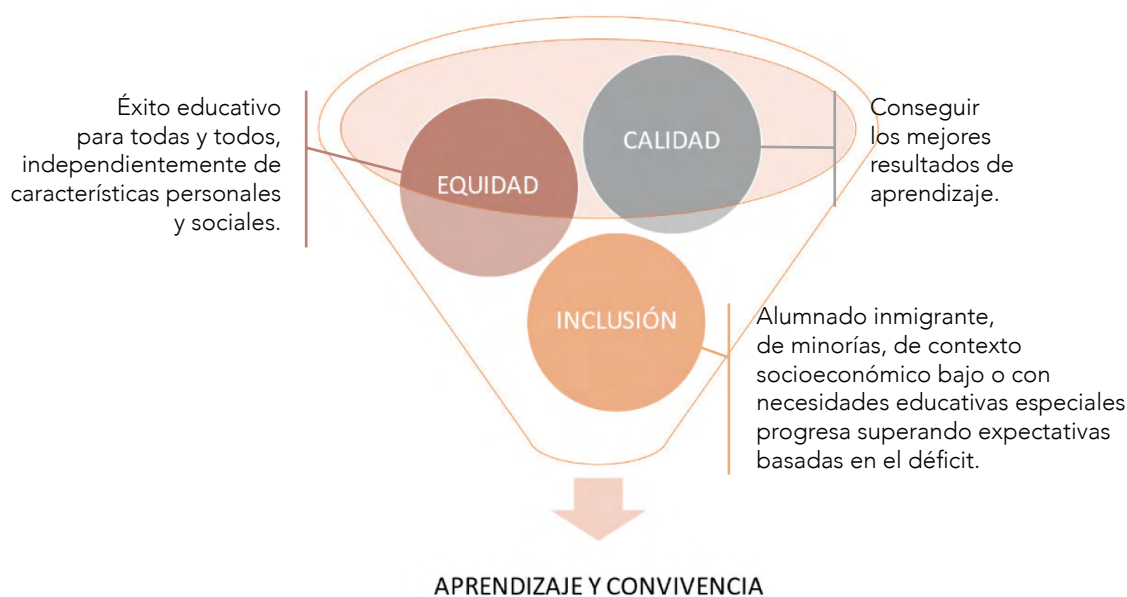 Éxito educativo
para todas y todos,
independientemente de
características personales
y sociales.
EQUIDAD
CALIDAD
Conseguir
los mejores
resultados de
aprendizaje.
INCLUSIÓN
Alumnado inmigrante,
de minorías, de contexto
socioeconómico bajo o con
necesidades educativas especiales
progresa superando expectativas
basadas en el déficit.
APRENDIZAJE Y CONVIVENCIA